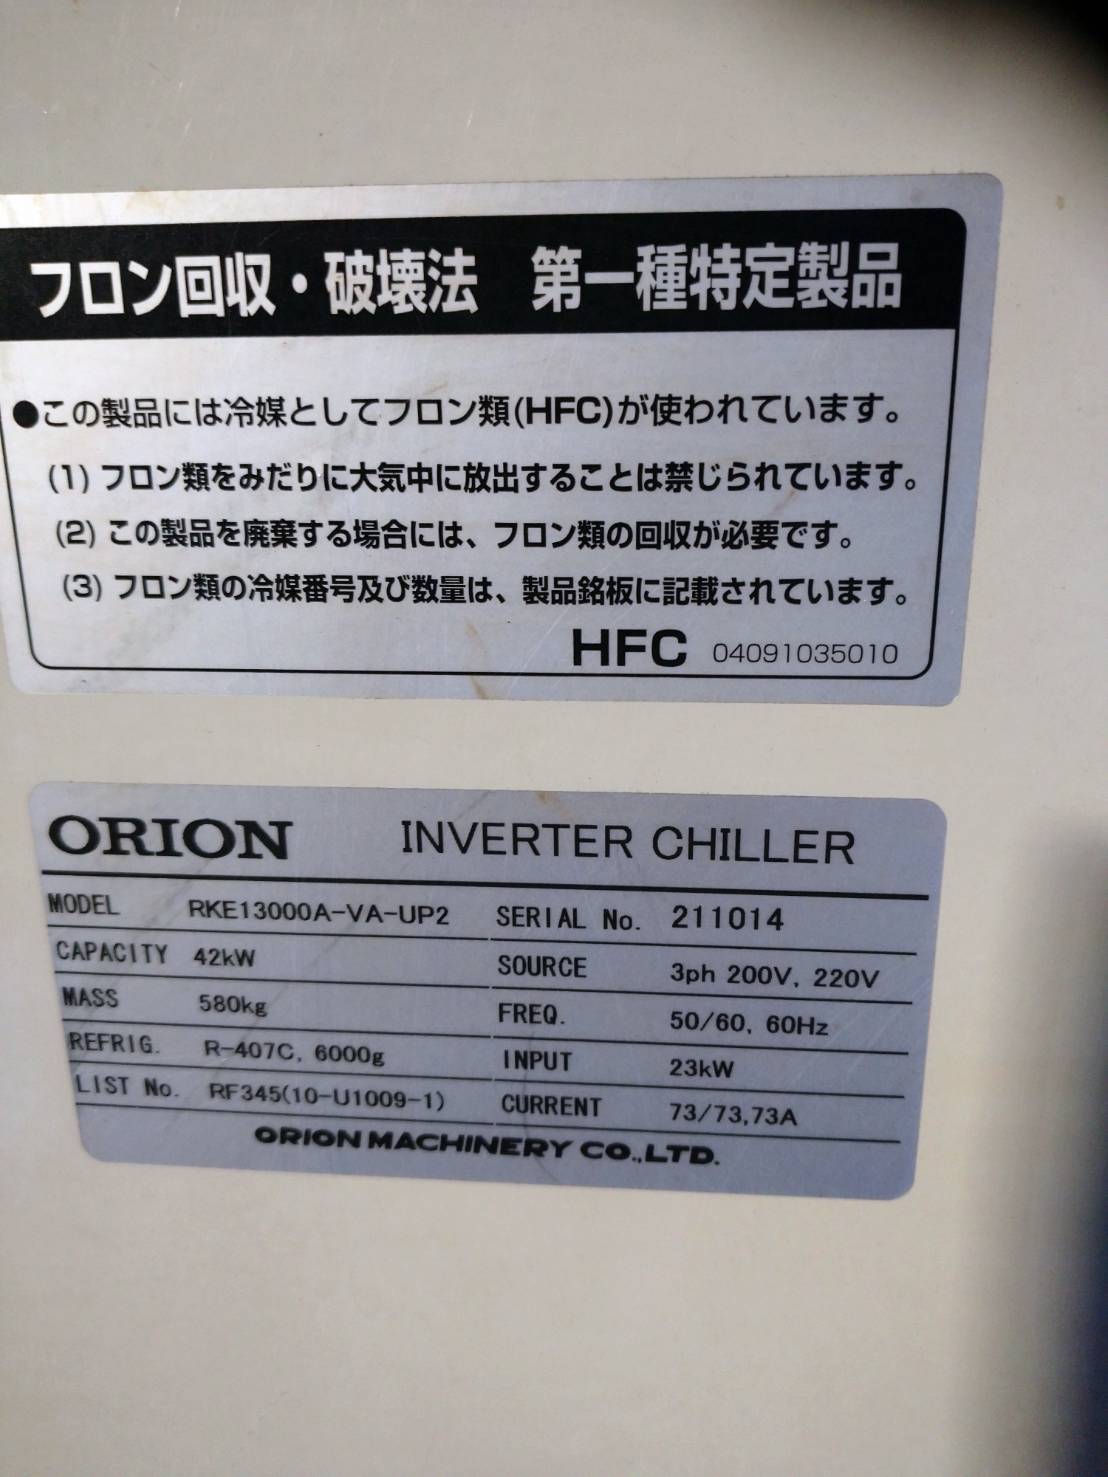 フロン回収・破壊法 第一種特定製品
●この製品には冷媒としてフロン類(HFC)が使われています。
(1) フロン類をみだりに大気中に放出することは禁じられています。
(2) この製品を廃棄する場合には、フロン類の回収が必要です。
(3) フロン類の冷媒番号及び数量は、製品銘板に記載されています。
HFC 04091035010
ORION INVERTER CHILLER
MODEL RKE13000A-VA-UP2 SERIAL No. 211014
CAPACITY 42kW SOURCE 3ph 200V, 220V
MASS 580kg FREQ. 50/60, 60Hz
REFRIG. R-407C, 6000g INPUT 23kW
LIST No. RF345(10-U1009-1) CURRENT 73/73,73A
ORION MACHINERY CO.,LTD.